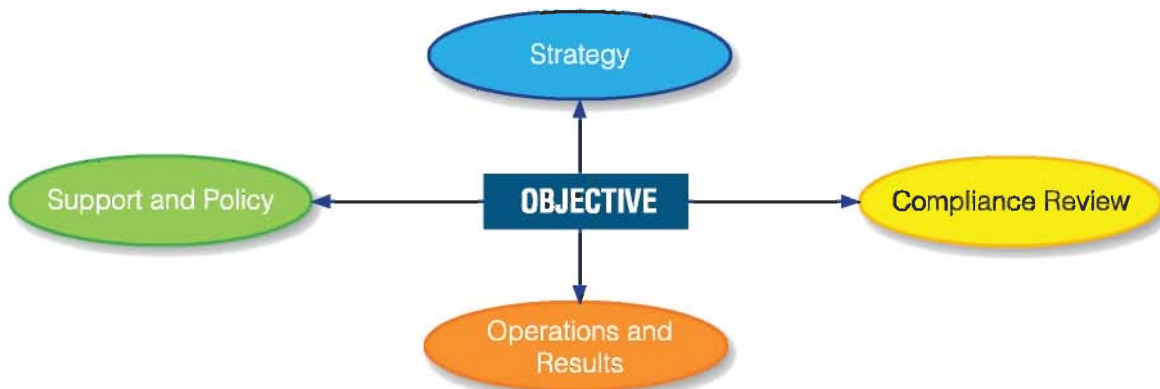 Strategy
Support and Policy
OBJECTIVE
Compliance Review
Operations and
Results